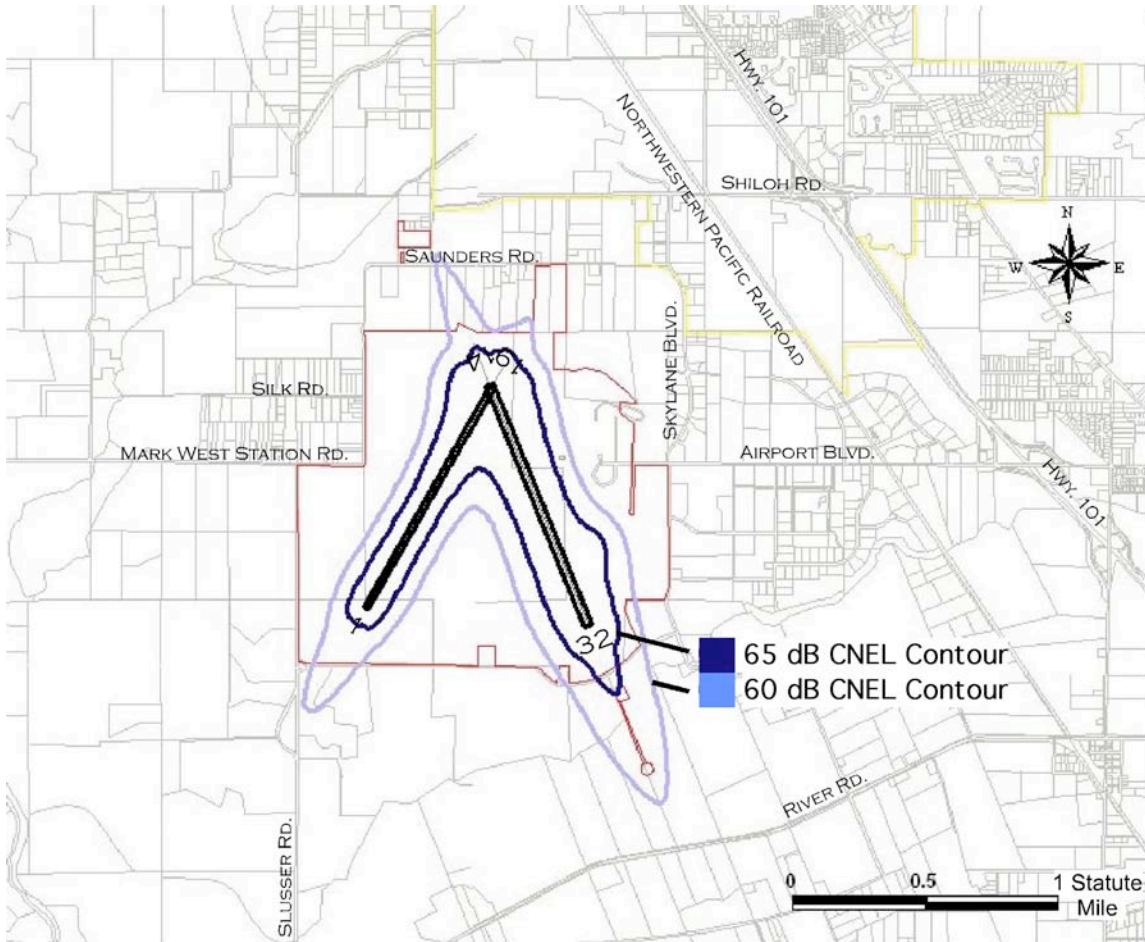 HWY. 101
NORTHWESTERN PACIFIC RAILROAD
SHILOH RD.
N
W E
S
SAUNDERS RD.
SKYLANE BLVD.
14
19
SILK RD.
MARK WEST STATION RD.
AIRPORT BLVD.
HWY. 101
1
32
65 dB CNEL Contour
60 dB CNEL Contour
RIVER RD.
SLUSSER RD.
0 0.5 1 Statute
Mile